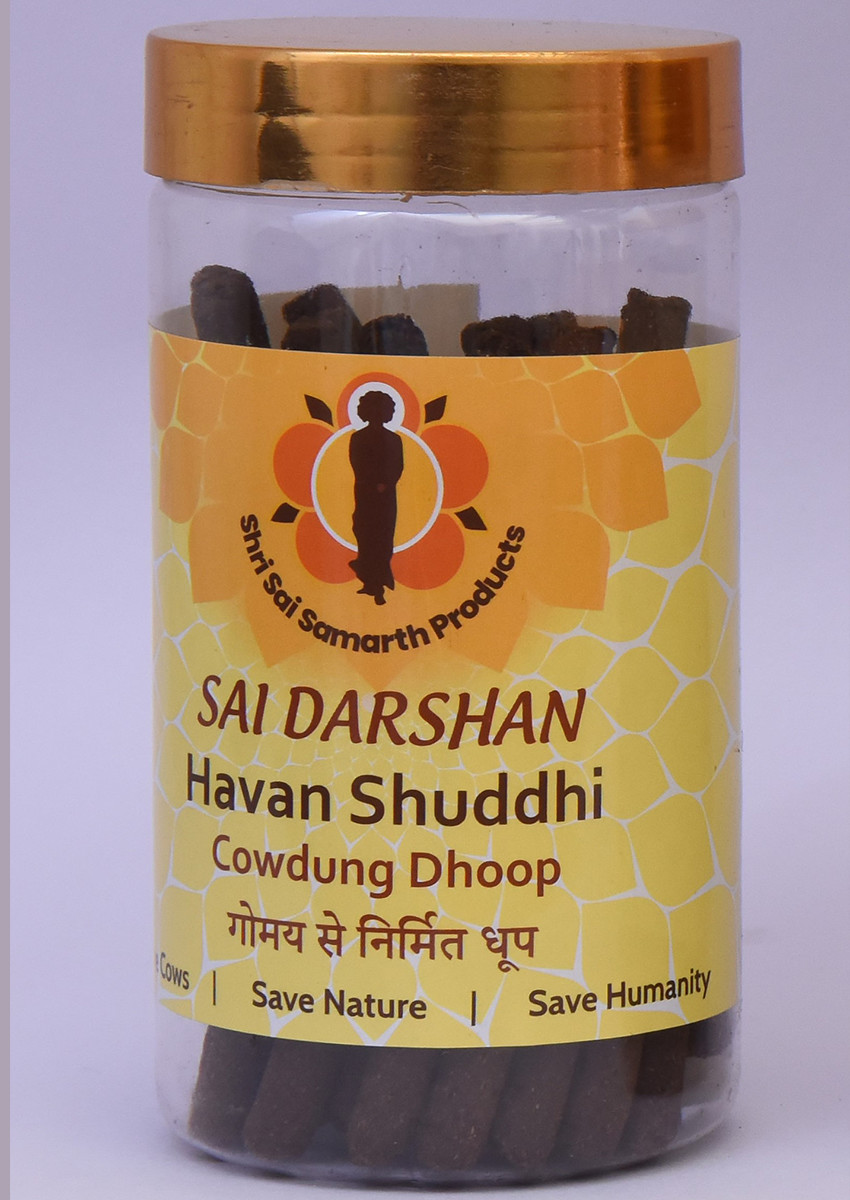 Shri Sai Samarth Products
SAI DARSHAN
Havan Shuddhi
Cowdung Dhoop
गोमय से निर्मित धूप
Cows | Save Nature | Save Humanity